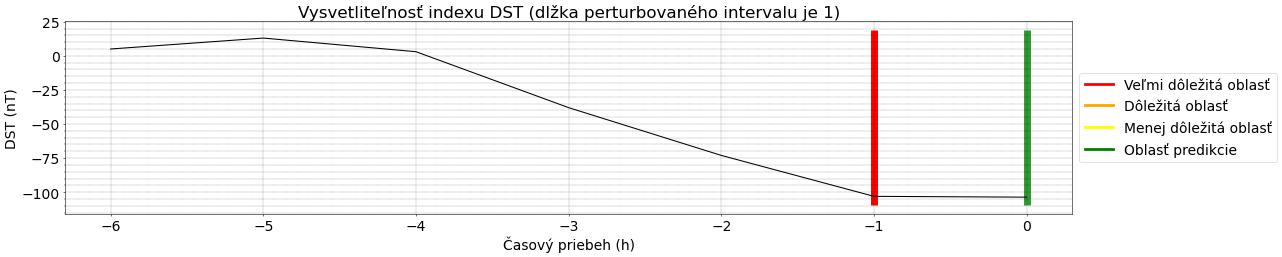 Vysvetliteľnosť indexu DST (dlžka perturbovaného intervalu je 1)
DST (nT)
25
0
−25
−50
−75
−100
−6 −5 −4 −3 −2 −1 0
Časový priebeh (h)
Veľmi dôležitá oblasť
Dôležitá oblasť
Menej dôležitá oblasť
Oblasť predikcie